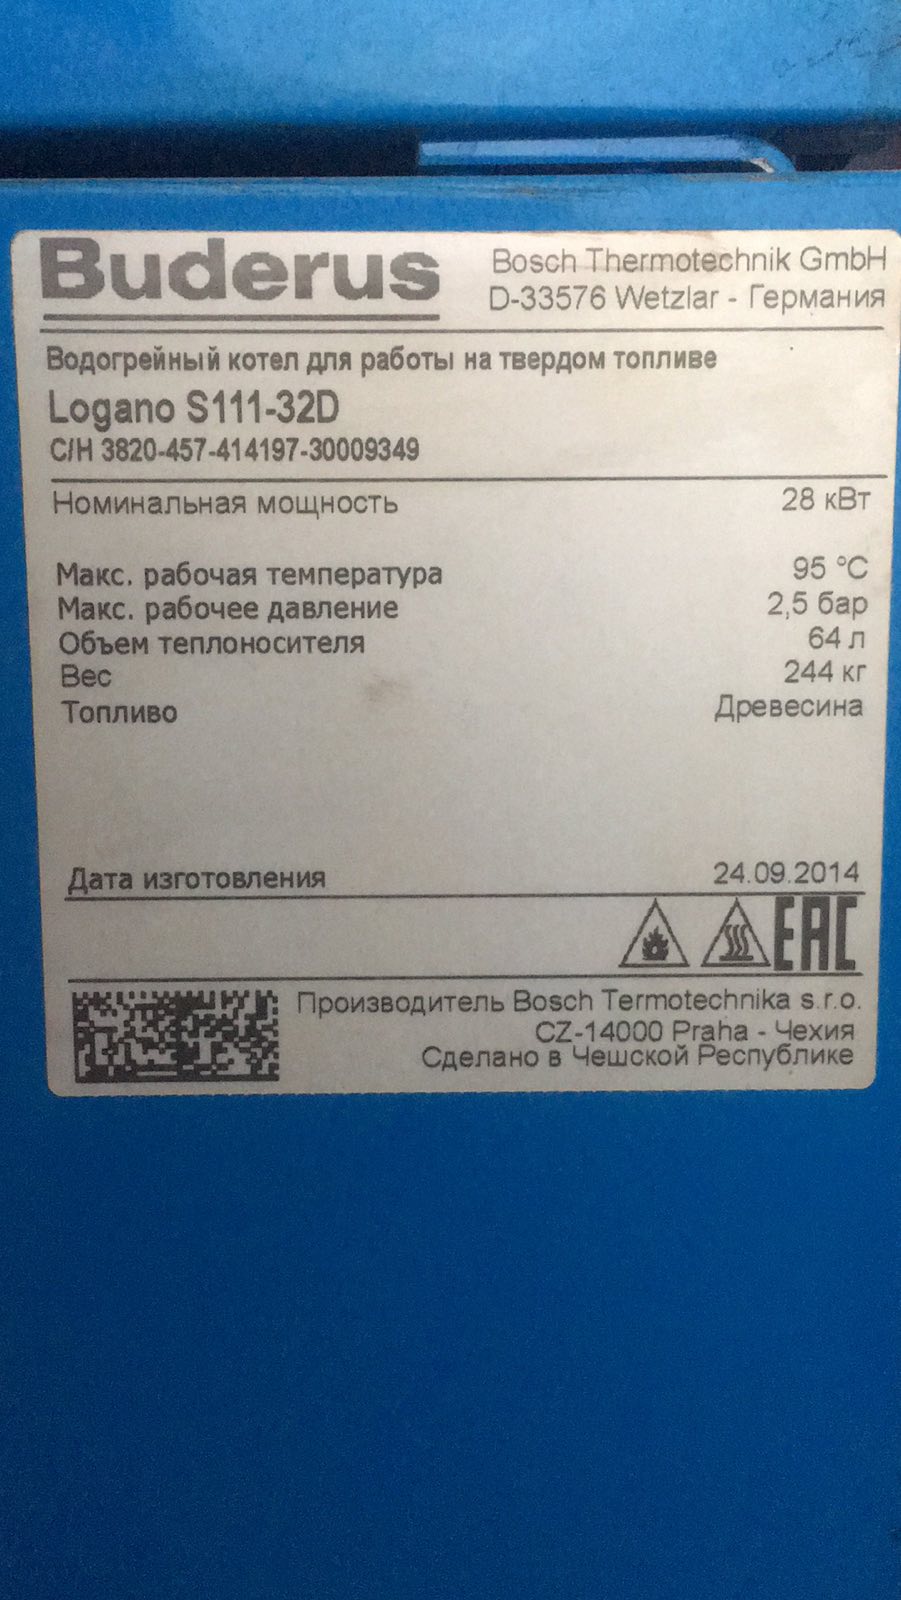 Buderus
Bosch Thermotechnik GmbH
D-33576 Wetzlar - Германия
Водогрейный котел для работы на твердом топливе
Logano S111-32D
С/Н 3820-457-414197-30009349
Номинальная мощность 28 кВт
Макс. рабочая температура 95 °C
Макс. рабочее давление 2,5 бар
Объем теплоносителя 64 л
Вес 244 кг
Топливо Древесина
Дата изготовления 24.09.2014
EAC
Производитель Bosch Termotechnika s.r.o.
CZ-14000 Praha - Чехия
Сделано в Чешской Республике